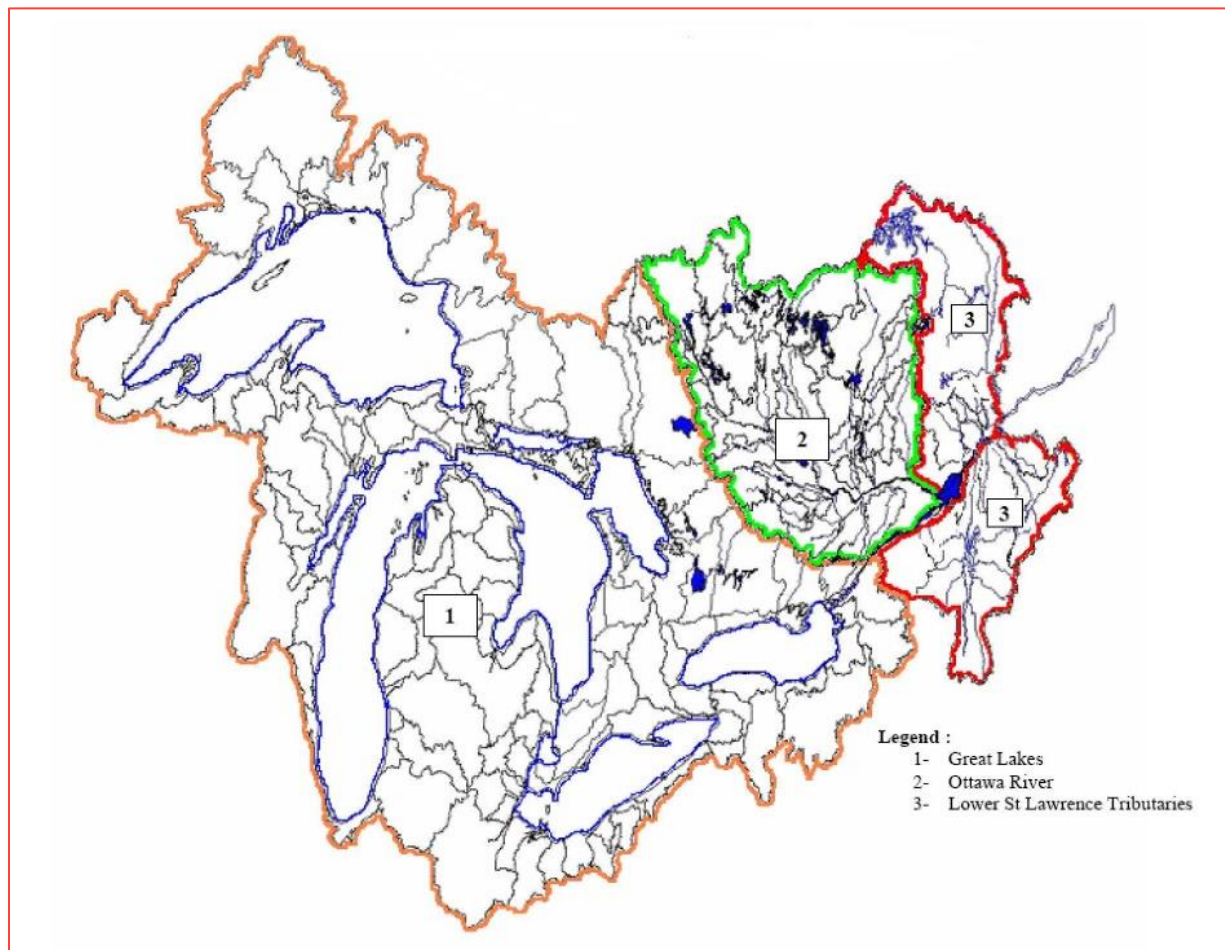 3
2
3
1
Legend :
1- Great Lakes
2- Ottawa River
3- Lower St Lawrence Tributaries